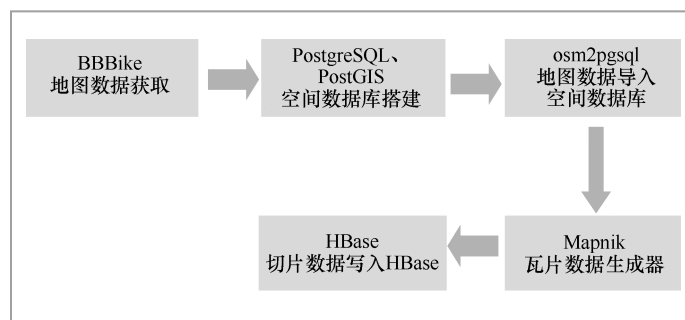 BBBike
地图数据获取
PostgreSQL、
PostGIS
空间数据库搭建
osm2pgsql
地图数据导入
空间数据库
HBase
切片数据写入HBase
Mapnik
瓦片数据生成器